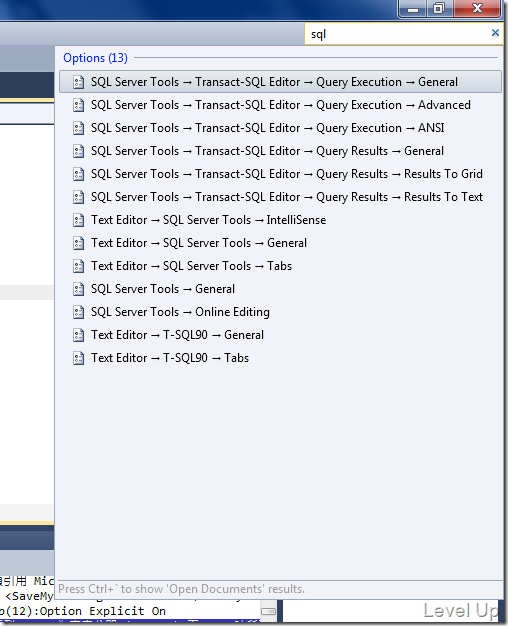 sql
Options (13)
SQL Server Tools → Transact-SQL Editor → Query Execution → General
SQL Server Tools → Transact-SQL Editor → Query Execution → Advanced
SQL Server Tools → Transact-SQL Editor → Query Execution → ANSI
SQL Server Tools → Transact-SQL Editor → Query Results → General
SQL Server Tools → Transact-SQL Editor → Query Results → Results To Grid
SQL Server Tools → Transact-SQL Editor → Query Results → Results To Text
Text Editor → SQL Server Tools → IntelliSense
Text Editor → SQL Server Tools → General
Text Editor → SQL Server Tools → Tabs
SQL Server Tools → General
SQL Server Tools → Online Editing
Text Editor → T-SQL90 → General
Text Editor → T-SQL90 → Tabs
Press Ctrl+` to show 'Open Documents' results.
引用 Mic
<SaveMy
o(12):Option Explicit On
Level Up